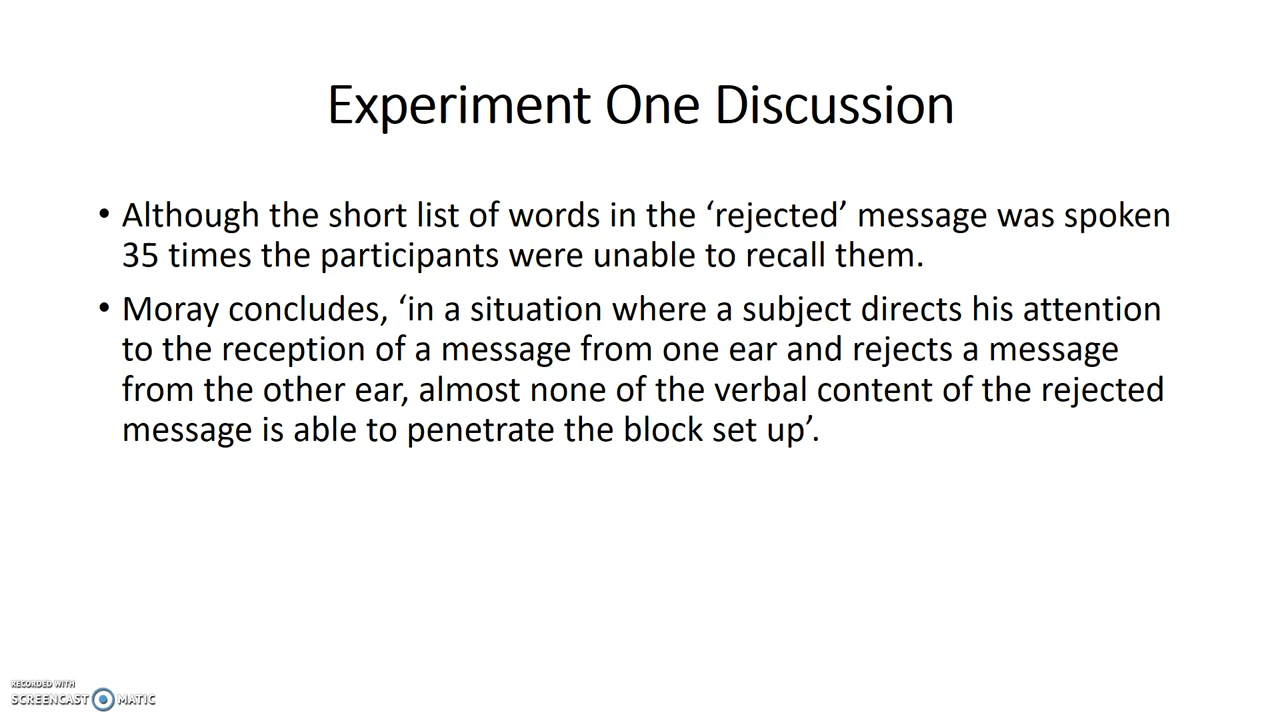 Experiment One Discussion
• Although the short list of words in the ‘rejected’ message was spoken
35 times the participants were unable to recall them.
• Moray concludes, ‘in a situation where a subject directs his attention
to the reception of a message from one ear and rejects a message
from the other ear, almost none of the verbal content of the rejected
message is able to penetrate the block set up’.
RECORDED WITH
SCREENCAST MATIC